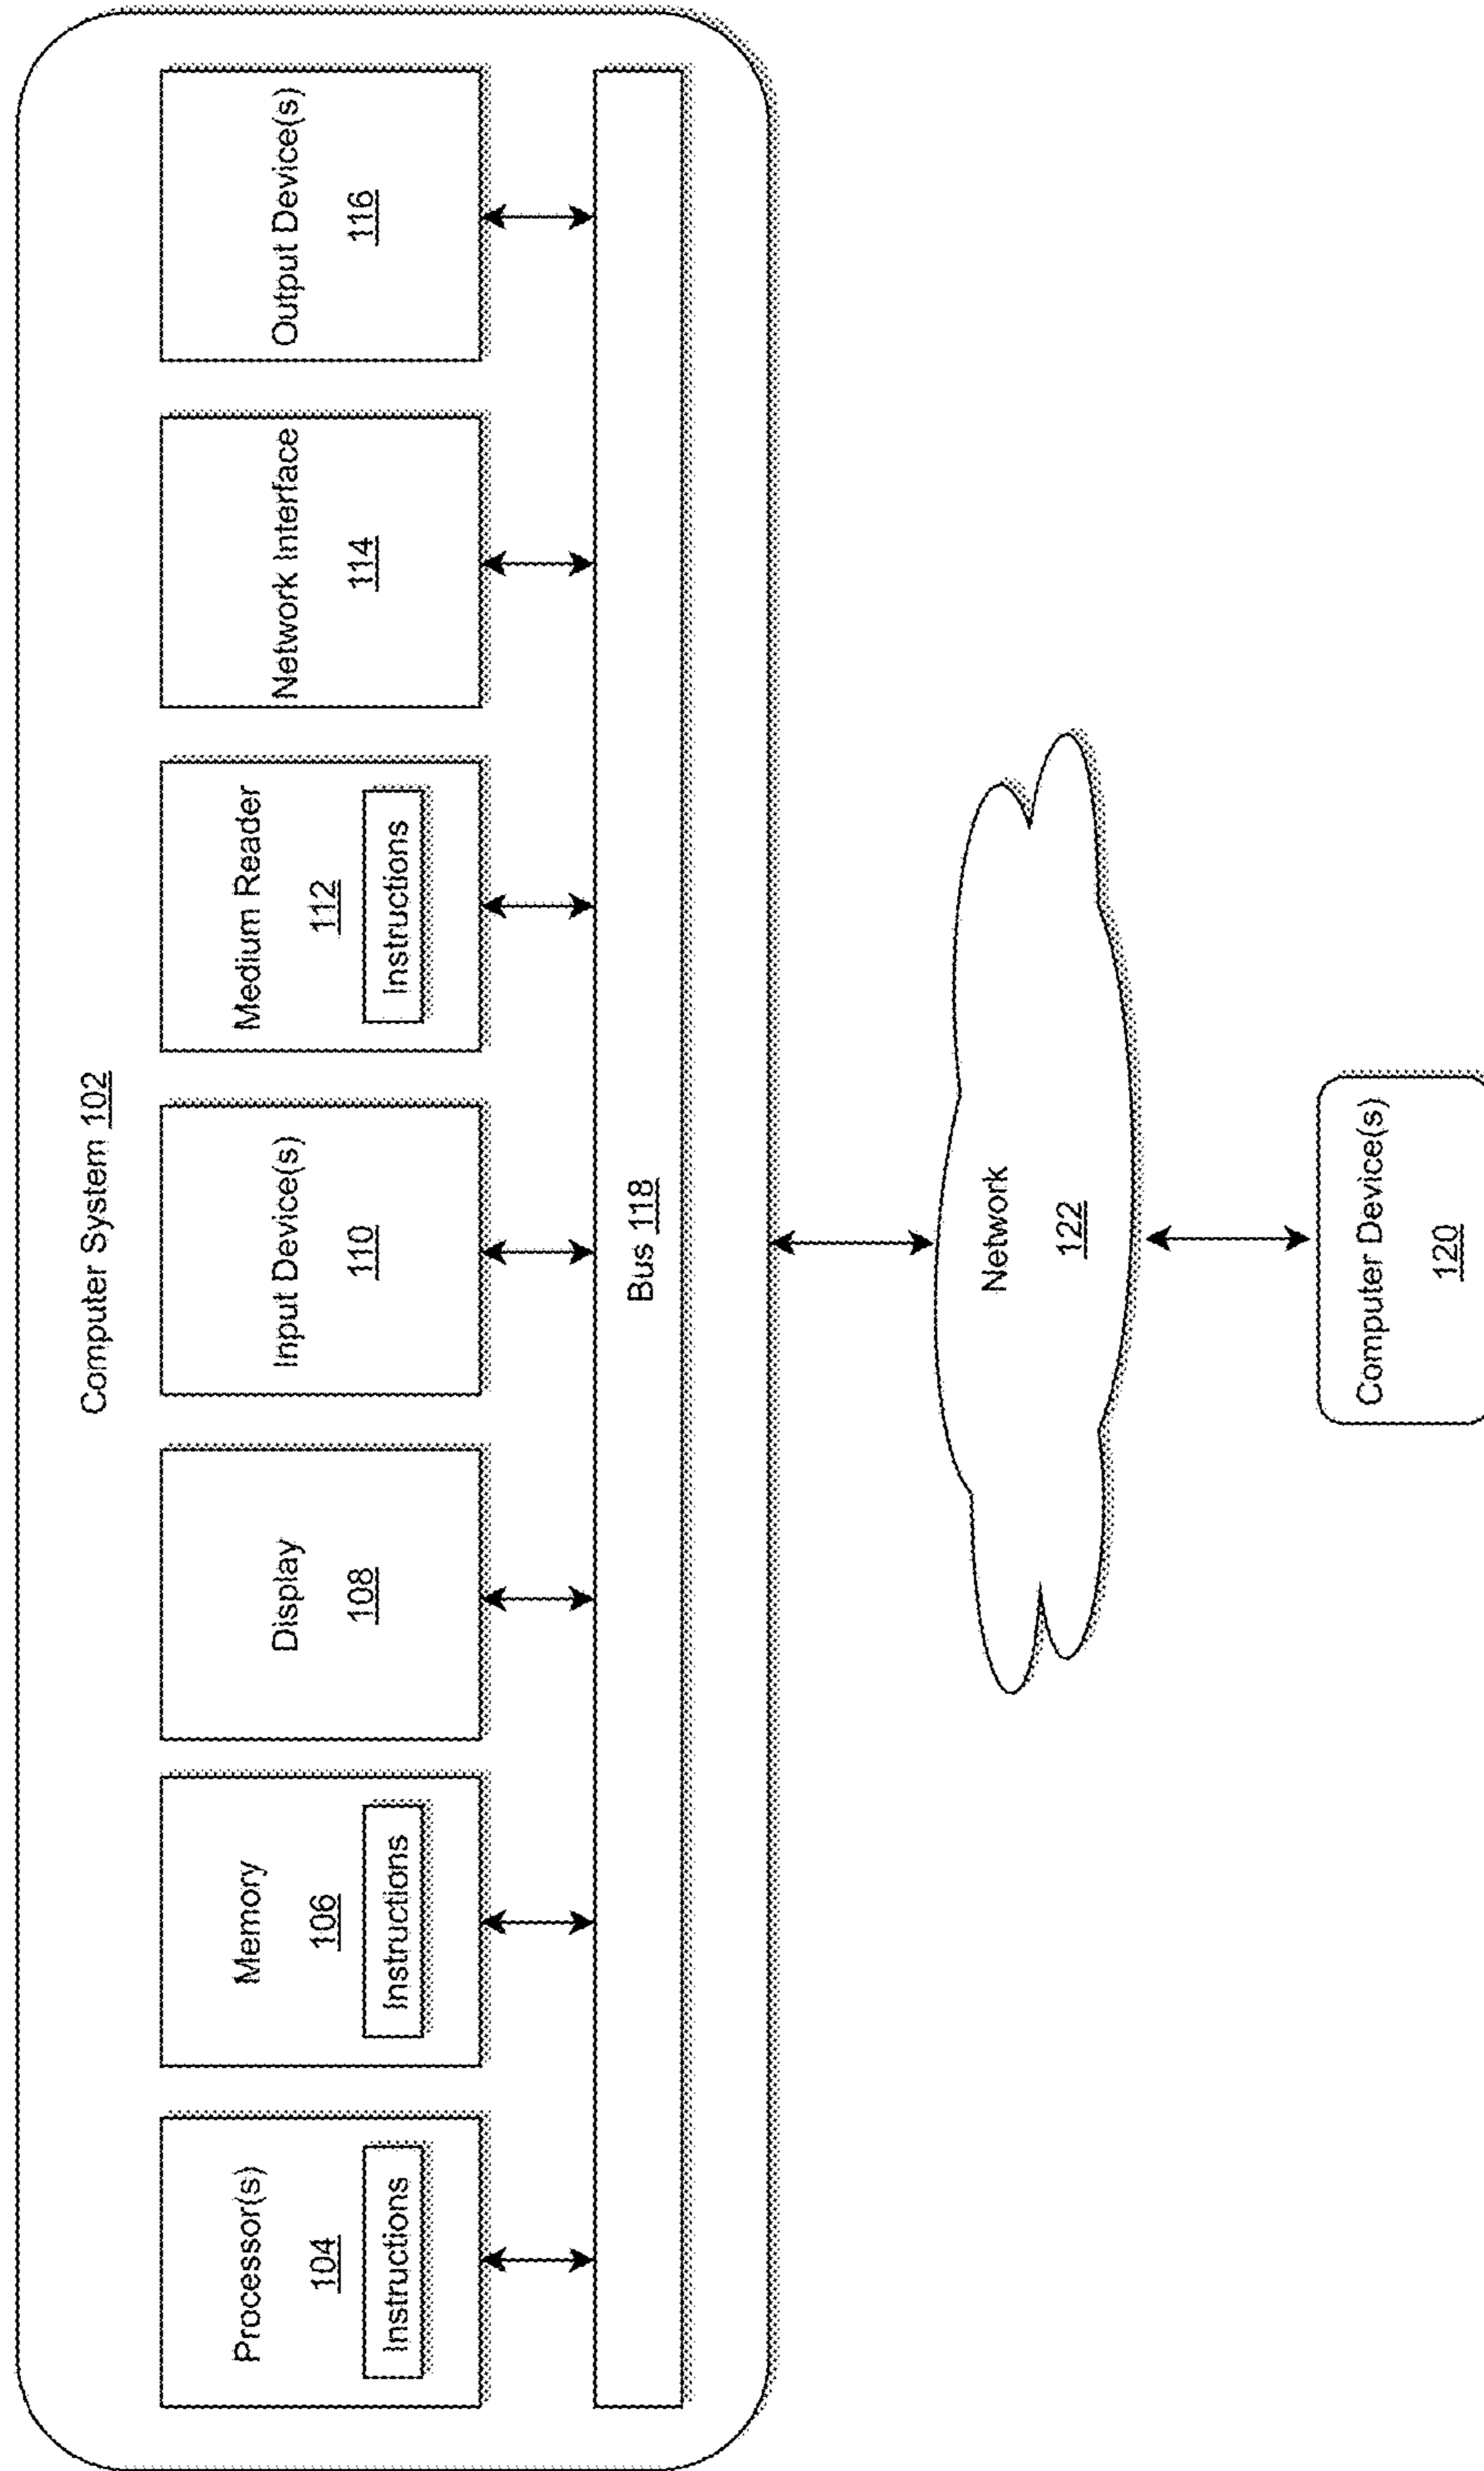 Computer System 102
Processor(s)
104
Instructions
Memory
106
Instructions
Display
108
Input Device(s)
110
Medium Reader
112
Instructions
Network Interface
114
Output Device(s)
116
Bus 118
Network
122
Computer Device(s)
120